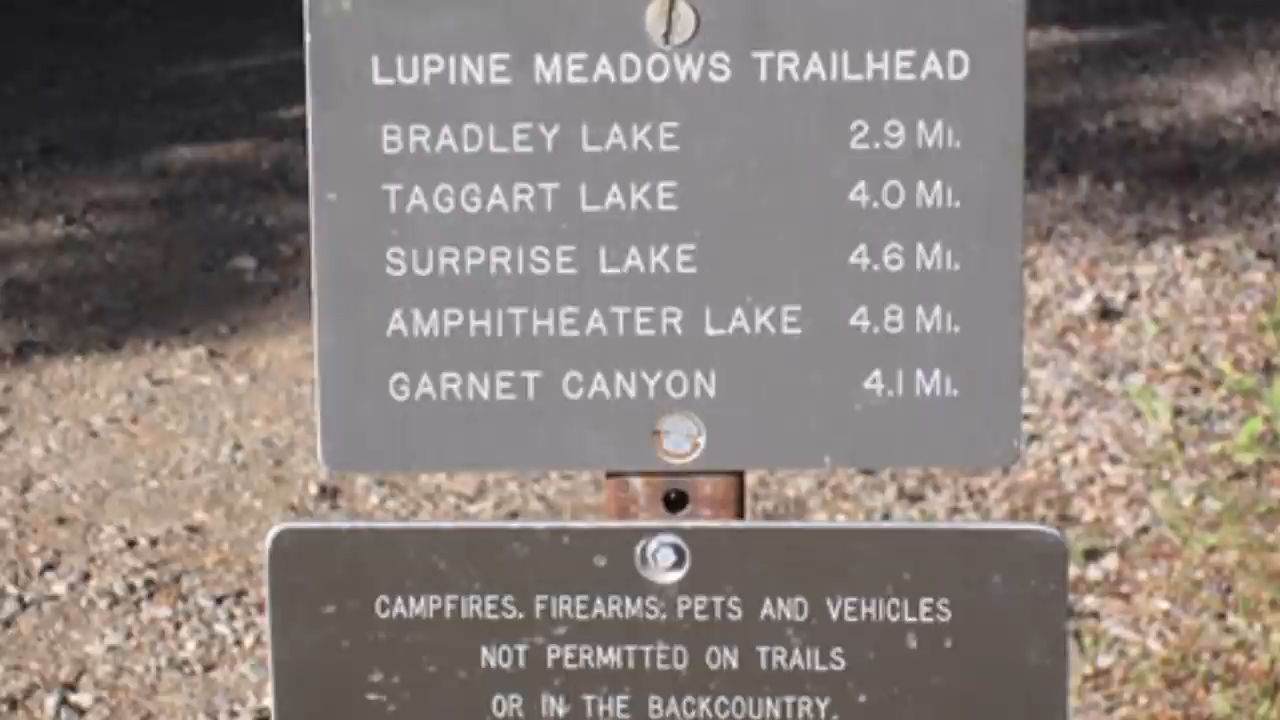 LUPINE MEADOWS TRAILHEAD
BRADLEY LAKE 2.9 MI.
TAGGART LAKE 4.0 MI.
SURPRISE LAKE 4.6 MI.
AMPHITHEATER LAKE 4.8 MI.
GARNET CANYON 4.1 MI.
CAMPFIRES, FIREARMS, PETS AND VEHICLES
NOT PERMITTED ON TRAILS
OR IN THE BACKCOUNTRY.